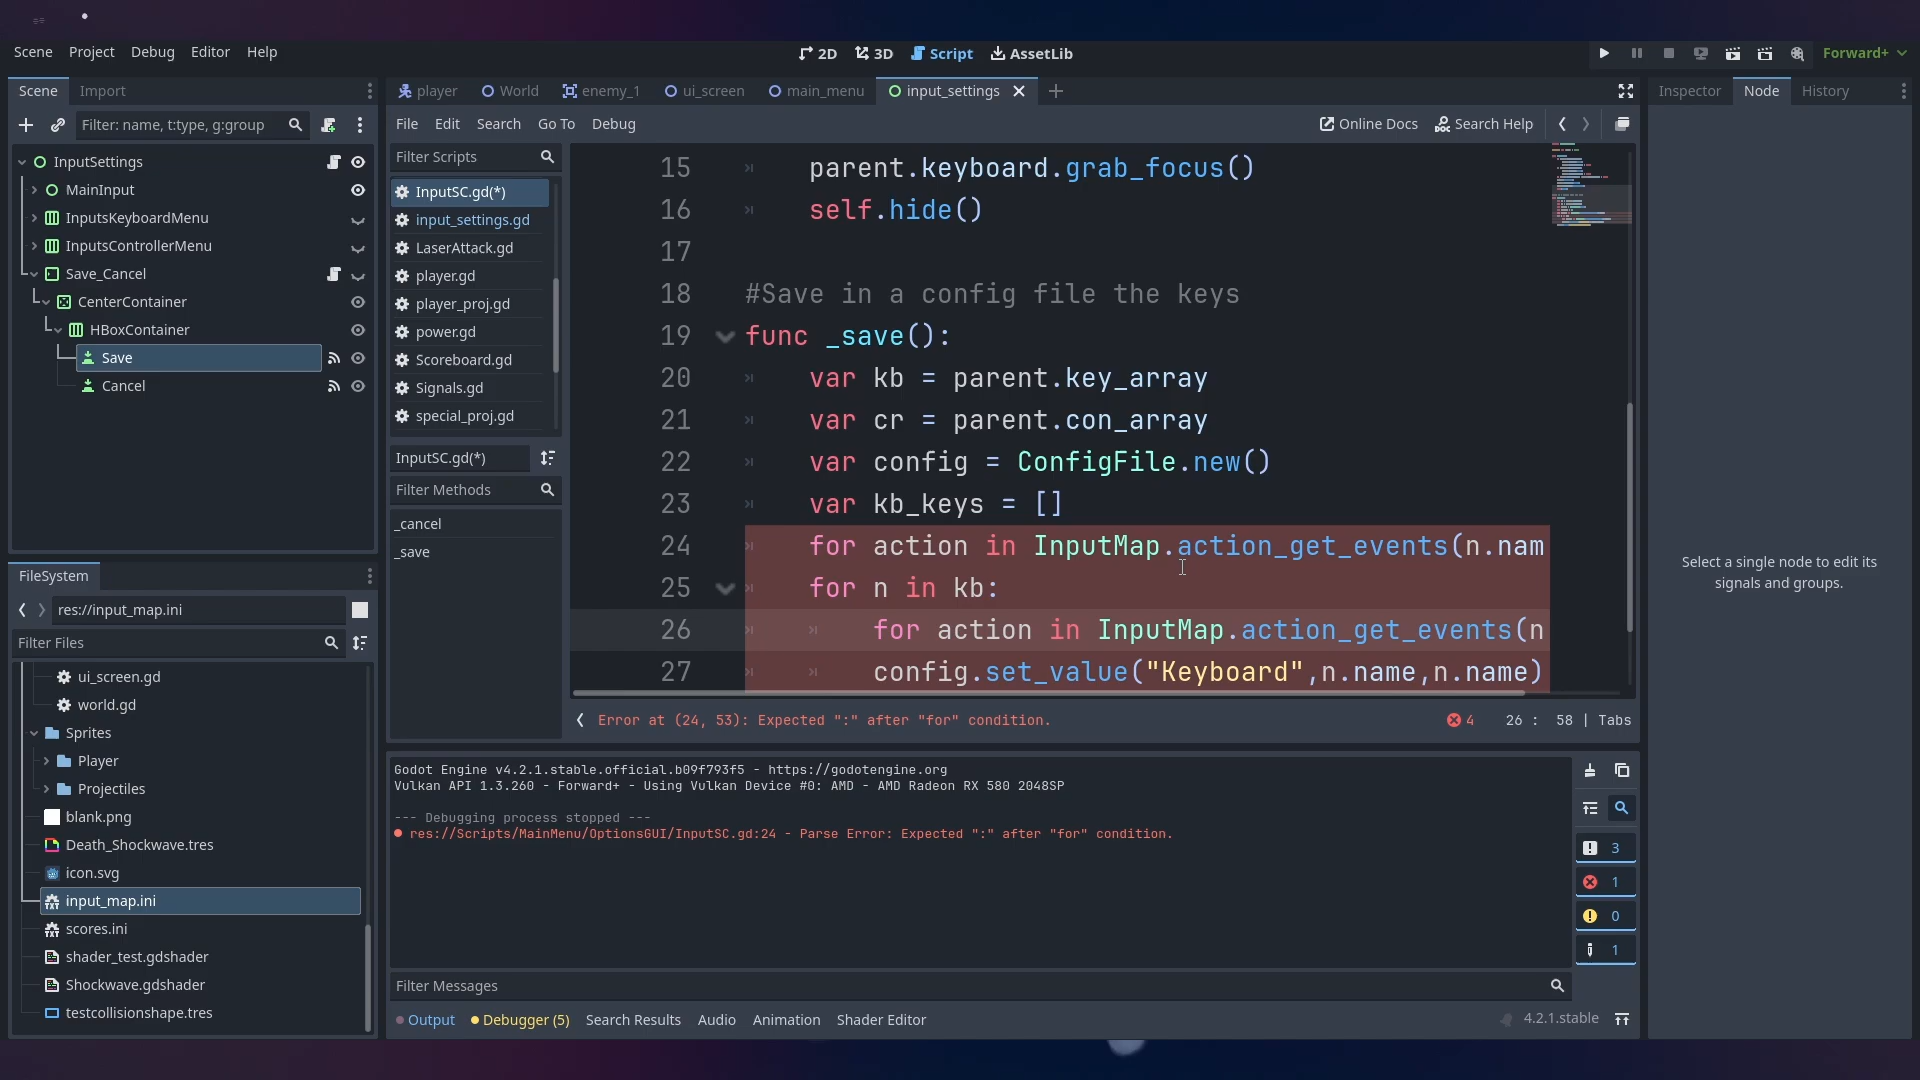 Scene Project Debug Editor Help
2D 3D Script AssetLib
Forward+
Scene Import
Filter: name, t:type, g:group
InputSettings
MainInput
InputsKeyboardMenu
InputsControllerMenu
Save_Cancel
CenterContainer
HBoxContainer
Save
Cancel
FileSystem
res://input_map.ini
Filter Files
ui_screen.gd
world.gd
Sprites
Player
Projectiles
blank.png
Death_Shockwave.tres
icon.svg
input_map.ini
scores.ini
shader_test.gdshader
Shockwave.gdshader
testcollisionshape.tres
player World enemy_1 ui_screen main_menu input_settings
File Edit Search Go To Debug
Online Docs Search Help
Filter Scripts
InputSC.gd(*)
input_settings.gd
LaserAttack.gd
player.gd
player_proj.gd
power.gd
Scoreboard.gd
Signals.gd
special_proj.gd
InputSC.gd(*)
Filter Methods
_cancel
_save
15 parent.keyboard.grab_focus()
16 self.hide()
17
18 #Save in a config file the keys
19 func _save():
20 var kb = parent.key_array
21 var cr = parent.con_array
22 var config = ConfigFile.new()
23 var kb_keys = []
24 for action in InputMap.action_get_events(n.nam
25 for n in kb:
26 for action in InputMap.action_get_events(n
27 config.set_value("Keyboard",n.name,n.name)
Error at (24, 53): Expected ":" after "for" condition.
4 26 : 58 | Tabs
Godot Engine v4.2.1.stable.official.b09f793f5 - https://godotengine.org
Vulkan API 1.3.260 - Forward+ - Using Vulkan Device #0: AMD - AMD Radeon RX 580 2048SP
--- Debugging process stopped ---
res://Scripts/MainMenu/OptionsGUI/InputSC.gd:24 - Parse Error: Expected ":" after "for" condition.
3
1
0
1
Filter Messages
Output Debugger (5) Search Results Audio Animation Shader Editor
4.2.1.stable
Inspector Node History
Select a single node to edit its
signals and groups.